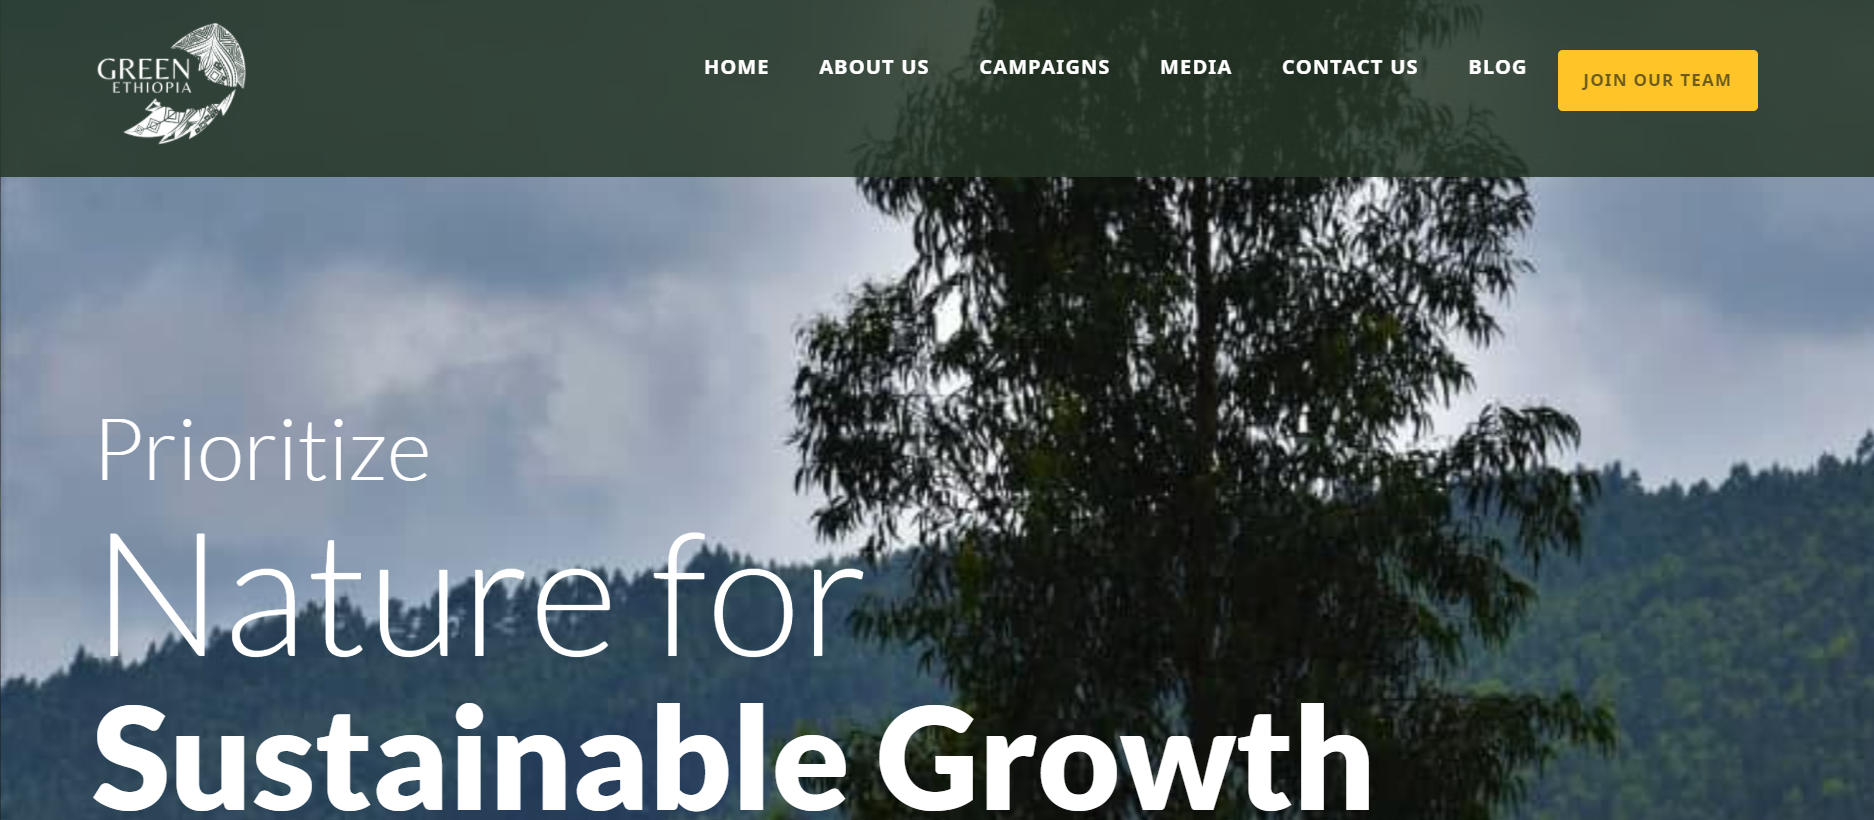 GREEN
ETHIOPIA
HOME ABOUT US CAMPAIGNS MEDIA CONTACT US BLOG JOIN OUR TEAM
Prioritize
Nature for
Sustainable Growth